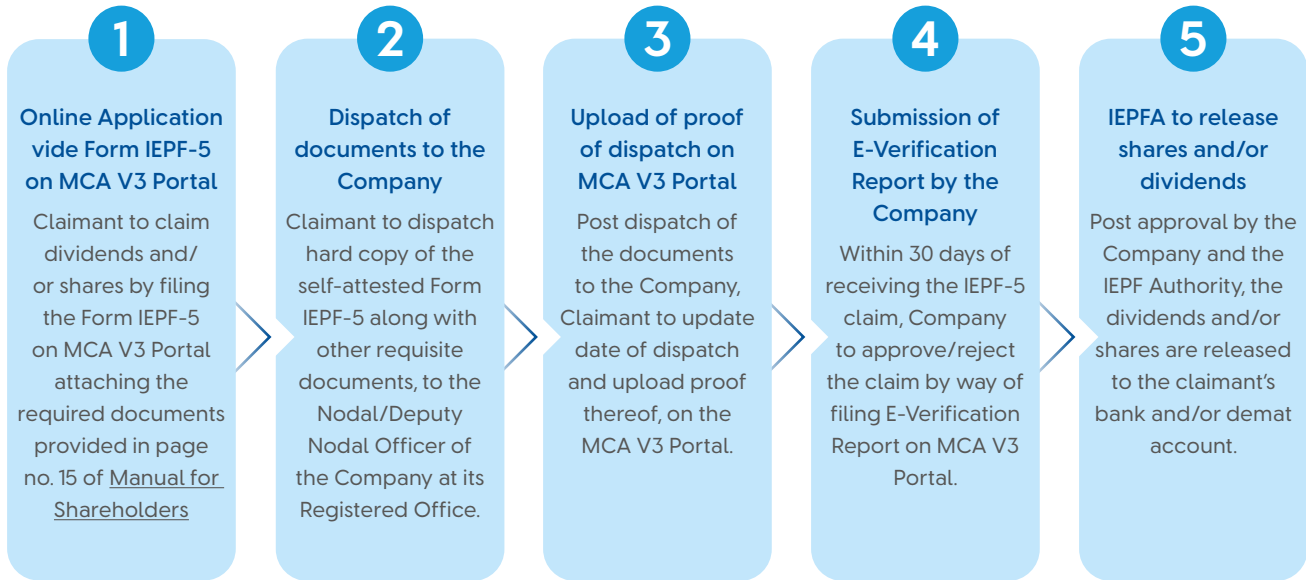 1
Online Application
vide Form IEPF-5
on MCA V3 Portal
Claimant to claim
dividends and/
or shares by filing
the Form IEPF-5
on MCA V3 Portal
attaching the
required documents
provided in page
no. 15 of Manual for
Shareholders
2
Dispatch of
documents to the
Company
Claimant to dispatch
hard copy of the
self-attested Form
IEPF-5 along with
other requisite
documents, to the
Nodal/Deputy
Nodal Officer of
the Company at its
Registered Office.
3
Upload of proof
of dispatch on
MCA V3 Portal
Post dispatch of
the documents
to the Company,
Claimant to update
date of dispatch
and upload proof
thereof, on the
MCA V3 Portal.
4
Submission of
E-Verification
Report by the
Company
Within 30 days of
receiving the IEPF-5
claim, Company
to approve/reject
the claim by way of
filing E-Verification
Report on MCA V3
Portal.
5
IEPFA to release
shares and/or
dividends
Post approval by the
Company and the
IEPF Authority, the
dividends and/or
shares are released
to the claimant's
bank and/or demat
account.